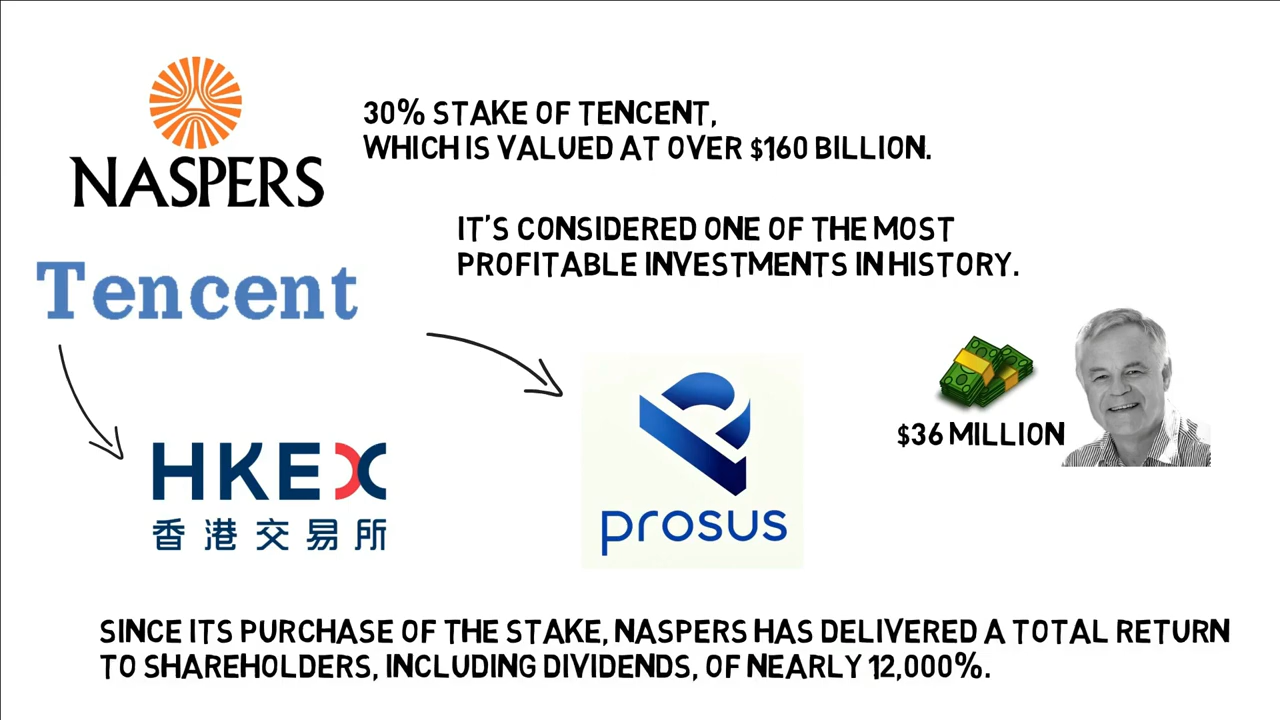 NASPERS
30% STAKE OF TENCENT,
WHICH IS VALUED AT OVER $160 BILLION.
IT'S CONSIDERED ONE OF THE MOST
PROFITABLE INVESTMENTS IN HISTORY.
Tencent
$36 MILLION
HKEX
香港交易所
prosus
SINCE ITS PURCHASE OF THE STAKE, NASPERS HAS DELIVERED A TOTAL RETURN
TO SHAREHOLDERS, INCLUDING DIVIDENDS, OF NEARLY 12,000%.